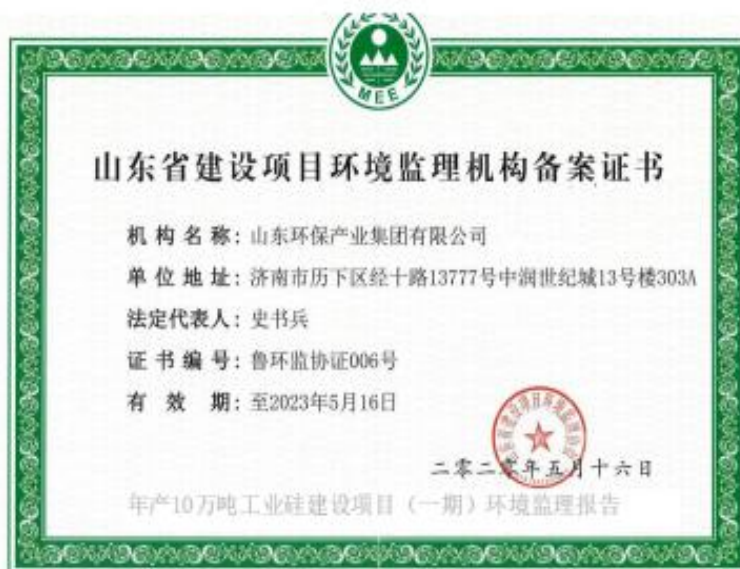 MEE
山东省建设项目环境监理机构备案证书
机构名称：山东环保产业集团有限公司
单位地址：济南市历下区经十路13777号中润世纪城13号楼303A
法定代表人：史书兵
证书编号：鲁环监协证006号
有效期：至2023年5月16日
二零二零年五月十六日
年产10万吨工业硅建设项目（一期）环境监理报告